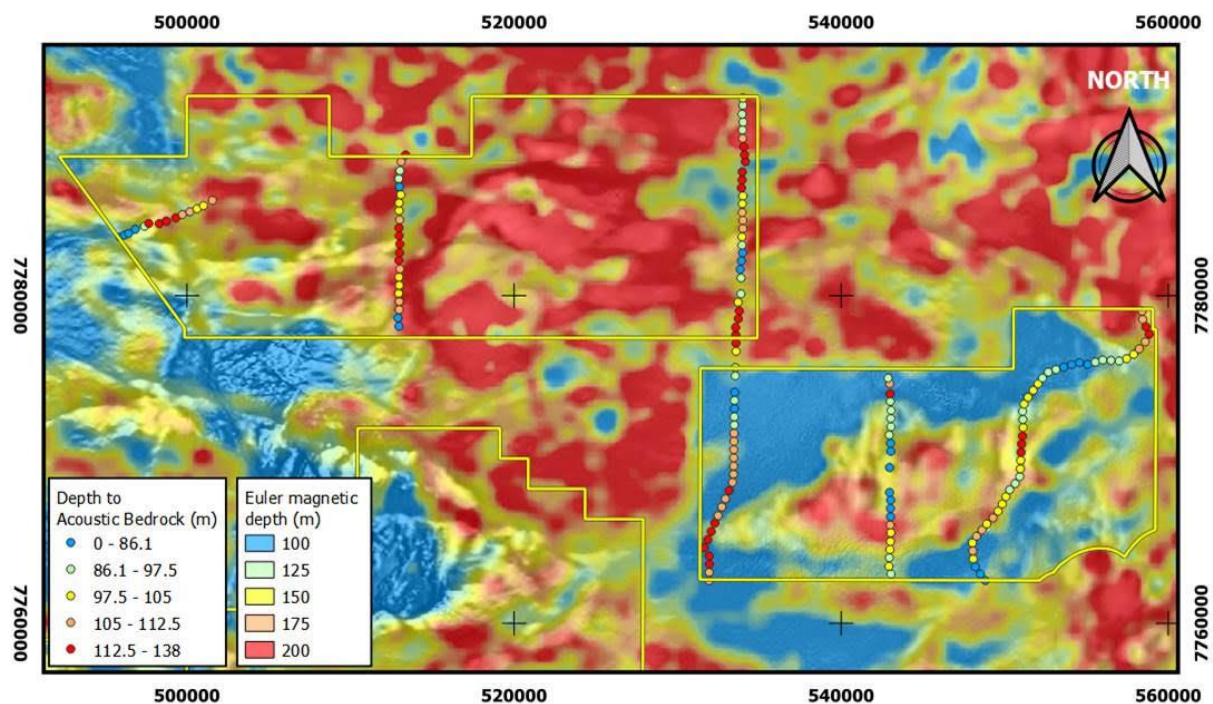 500000 520000 540000 560000
NORTH
7780000
7780000
Depth to
Acoustic Bedrock (m)
0 - 86.1
86.1 - 97.5
97.5 - 105
105 - 112.5
112.5 - 138
Euler magnetic
depth (m)
100
125
150
175
200
7760000
7760000
500000 520000 540000 560000